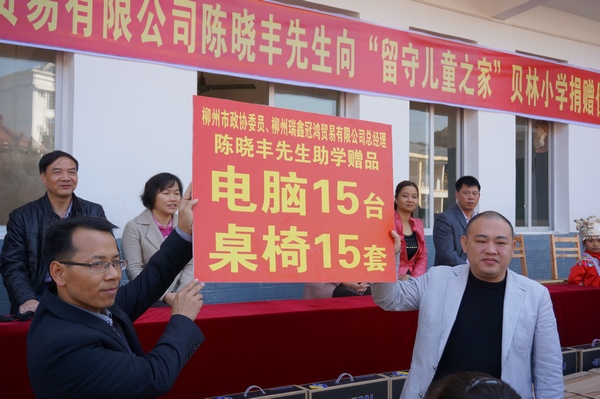 贸易有限公司陈晓丰先生向“留守儿童之家”贝林小学捐赠
柳州市政协委员、柳州瑞鑫冠鸿贸易有限公司总经理
陈晓丰先生助学赠品
电脑15台
桌椅15套